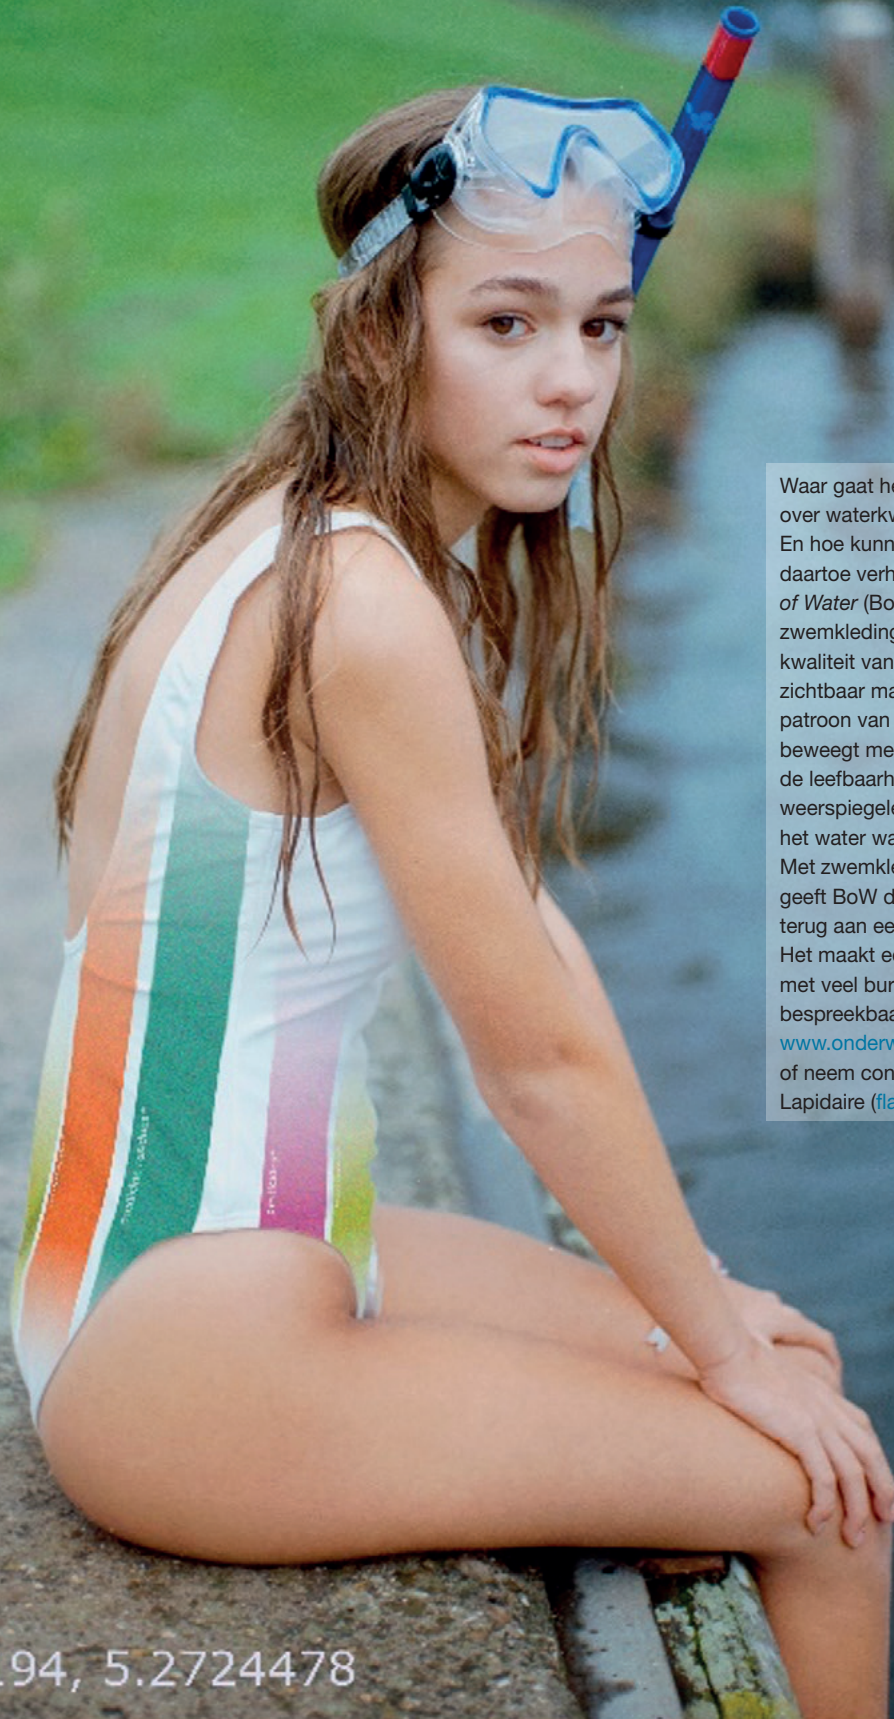 Waar gaat he
over waterkw
En hoe kunn
daartoe verh
of Water (Bo
zwemkleding
kwaliteit van
zichtbaar ma
patroon van
beweegt me
de leefbaarh
weerspiegele
het water wa
Met zwemkle
geeft BoW d
terug aan ee
Het maakt ee
met veel bur
bespreekbaa
www.onderw
of neem con
Lapidaire (fla
.94, 5.2724478